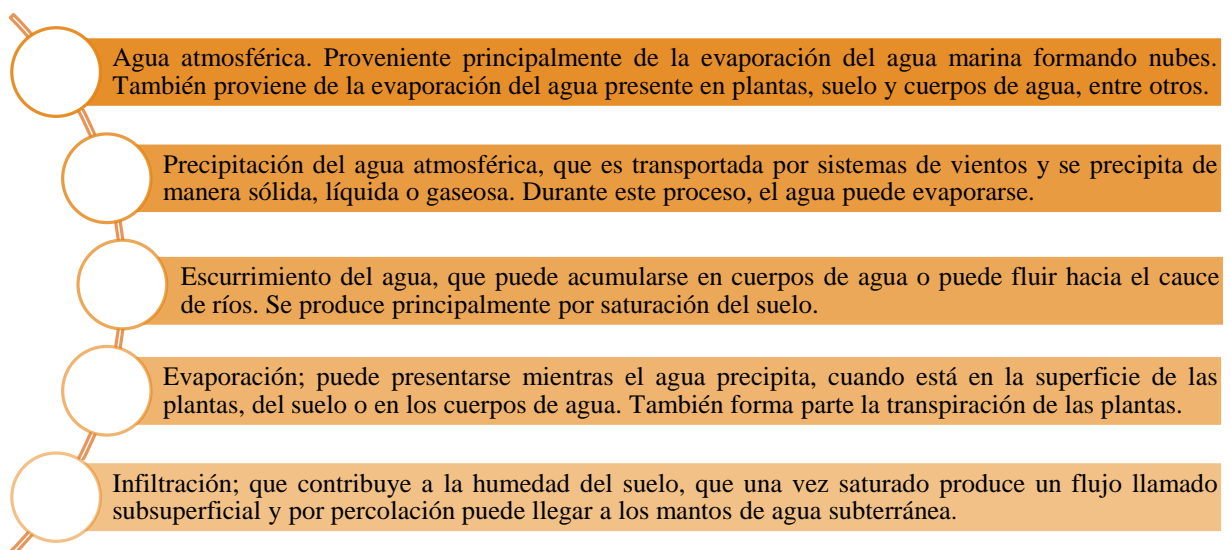 Agua atmosférica. Proveniente principalmente de la evaporación del agua marina formando nubes.
También proviene de la evaporación del agua presente en plantas, suelo y cuerpos de agua, entre otros.
Precipitación del agua atmosférica, que es transportada por sistemas de vientos y se precipita de
manera sólida, líquida o gaseosa. Durante este proceso, el agua puede evaporarse.
Escurrimiento del agua, que puede acumularse en cuerpos de agua o puede fluir hacia el cauce
de ríos. Se produce principalmente por saturación del suelo.
Evaporación; puede presentarse mientras el agua precipita, cuando está en la superficie de las
plantas, del suelo o en los cuerpos de agua. También forma parte la transpiración de las plantas.
Infiltración; que contribuye a la humedad del suelo, que una vez saturado produce un flujo llamado
subsuperficial y por percolación puede llegar a los mantos de agua subterránea.